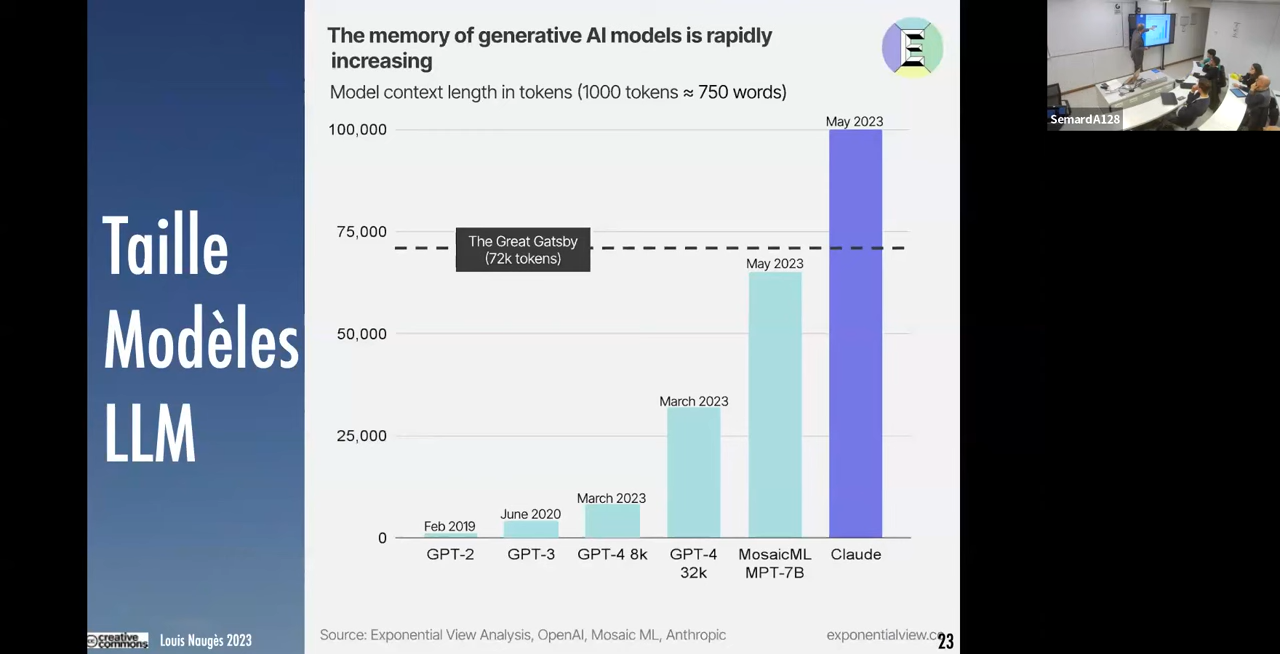 Taille
Modèles
LLM
The memory of generative AI models is rapidly
increasing
E
Model context length in tokens (1000 tokens ≈ 750 words)
100,000
75,000
50,000
25,000
0
The Great Gatsby
(72k tokens)
Feb 2019
June 2020
March 2023
March 2023
May 2023
May 2023
GPT-2
GPT-3
GPT-4 8k
GPT-4
32k
MosaicML
MPT-7B
Claude
Source: Exponential View Analysis, OpenAI, Mosaic ML, Anthropic
exponentialview.co
23
creative
commons
Louis Naugès 2023
SemardA128